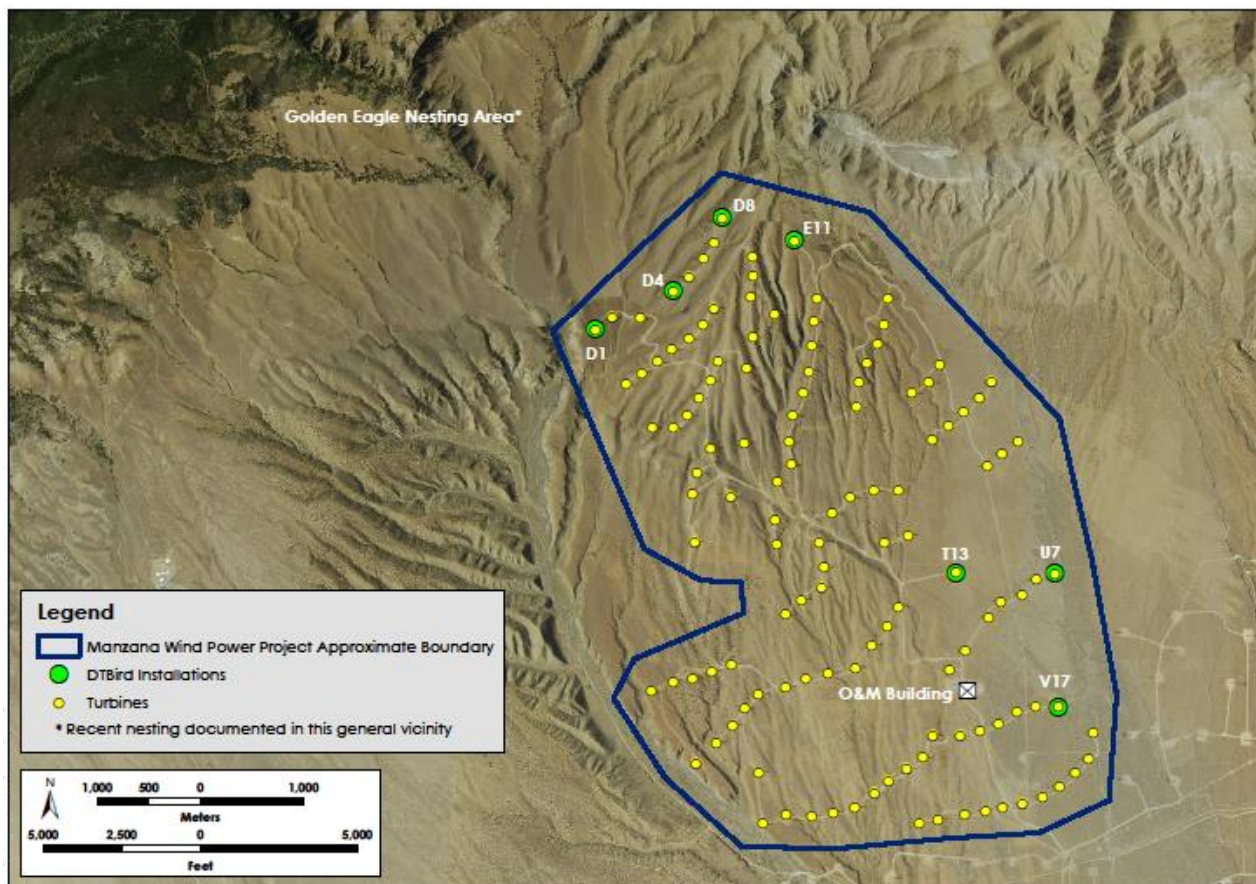 Golden Eagle Nesting Area*
D8
E11
D4
D1
T13
U7
V17
O&M Building
Legend
Manzana Wind Power Project Approximate Boundary
DTBird Installations
Turbines
* Recent nesting documented in this general vicinity
N
1,000 500 0 1,000
Meters
5,000 2,500 0 5,000
Feet